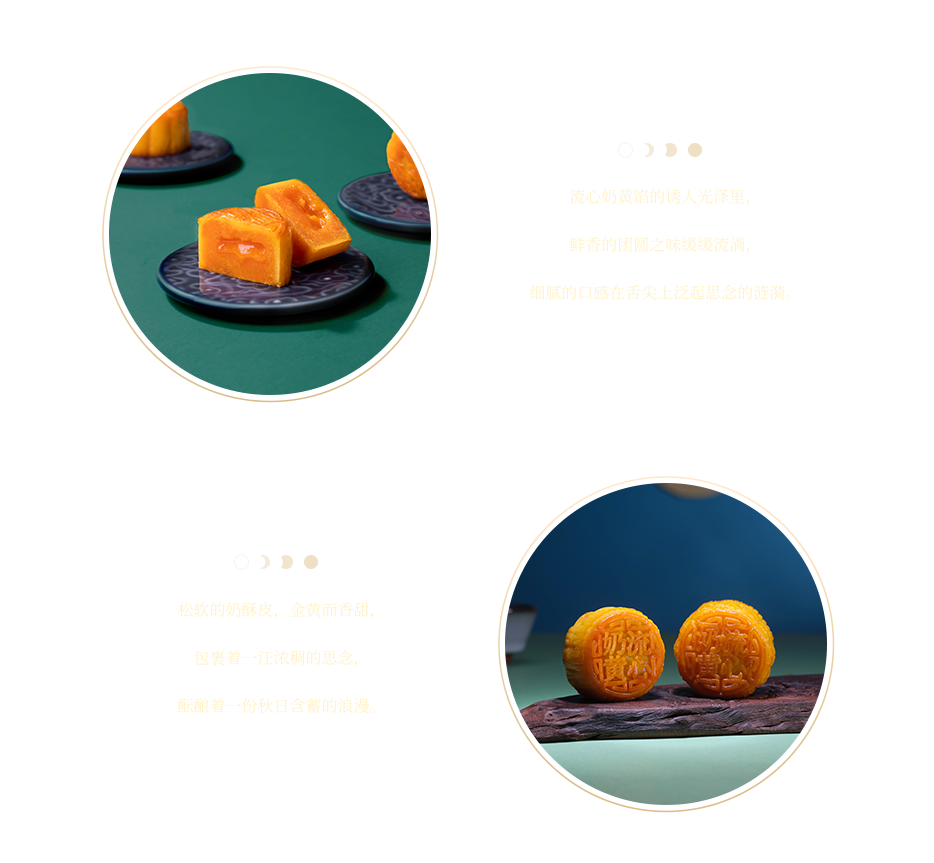 流心奶黄馅的诱人光泽里，
鲜香的团圆之味缓缓流淌，
细腻的口感在舌尖上泛起思念的涟漪。
松软的奶酥皮，金黄而香甜，
包裹着一汪浓稠的思念，
酝酿着一份秋日含蓄的浪漫。
奶流
黄心
奶流
黄心